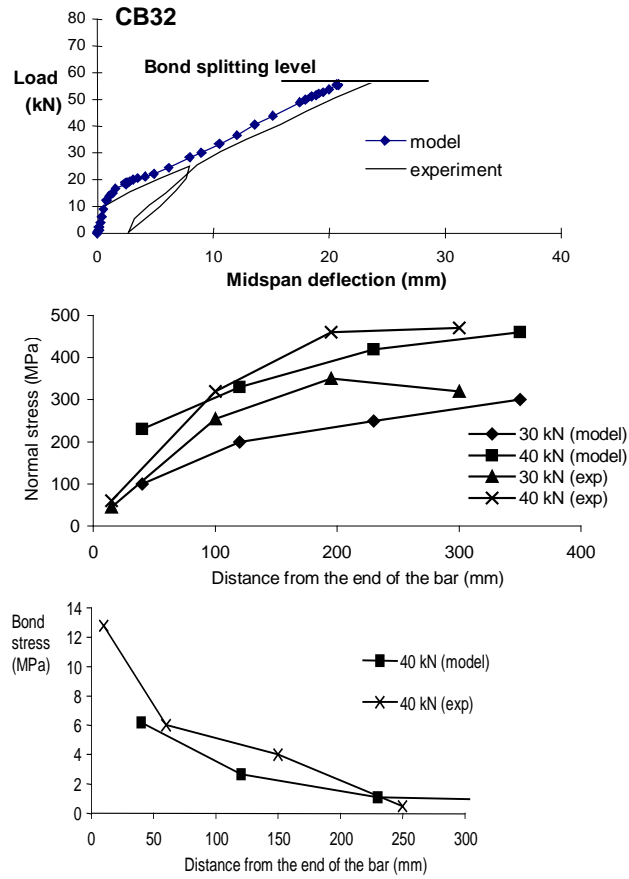 CB32
80
70
60
50
40
30
20
10
0
Load
(kN)
Bond splitting level
model
experiment
0 10 20 30 40
Midspan deflection (mm)
500
400
300
200
100
0
Normal stress (MPa)
30 kN (model)
40 kN (model)
30 kN (exp)
40 kN (exp)
0 100 200 300 400
Distance from the end of the bar (mm)
Bond
stress
(MPa)
14
12
10
8
6
4
2
0
40 kN (model)
40 kN (exp)
0 50 100 150 200 250 300
Distance from the end of the bar (mm)